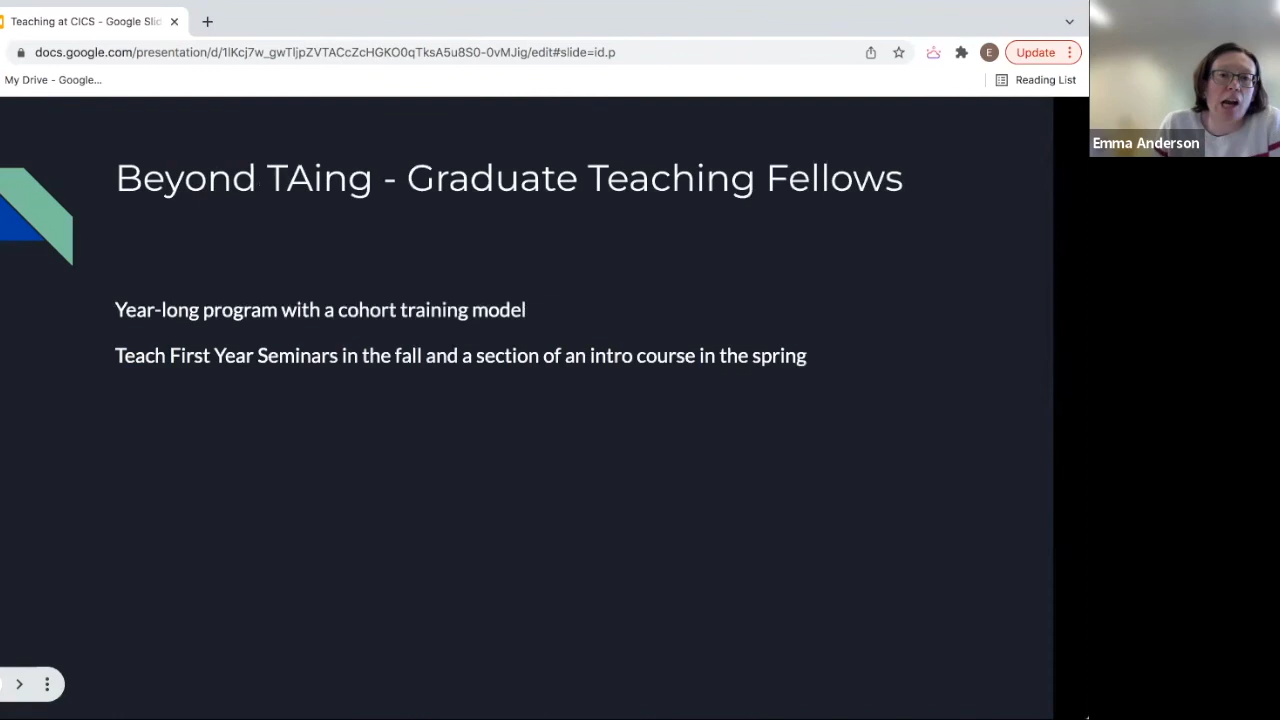 Teaching at CICS - Google Slid
docs.google.com/presentation/d/1lKcj7w_gwTljpZVTACcZcHGKO0qTksA5u8S0-0vMJig/edit#slide=id.p
E
Update
My Drive - Google...
Reading List
Emma Anderson
Beyond TAing - Graduate Teaching Fellows
Year-long program with a cohort training model
Teach First Year Seminars in the fall and a section of an intro course in the spring